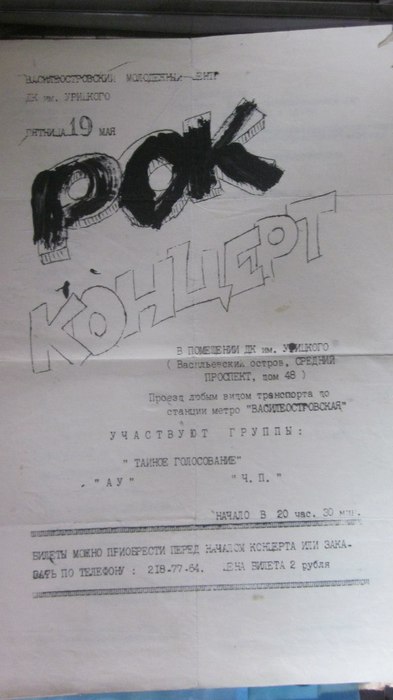 ВАСИЛЕОСТРОВСКИЙ МОЛОДЕЖНЫЙ ЦЕНТР
ДК им. УРИЦКОГО
ПЯТНИЦА 19 МАЯ
РОК
КОНЦЕРТ
В ПОМЕЩЕНИИ ДК им. УРИЦКОГО
( Васильевский остров, СРЕДНИЙ
ПРОСПЕКТ, дом 48 )
Проезд любым видом транспорта до
станции метро "ВАСИЛЕОСТРОВСКАЯ"
УЧАСТВУЮТ ГРУППЫ:
" ТАЙНОЕ ГОЛОСОВАНИЕ"
"АУ" "Ч.П."
НАЧАЛО В 20 час. 30 мин.
БИЛЕТЫ МОЖНО ПРИОБРЕСТИ ПЕРЕД НАЧАЛОМ КОНЦЕРТА ИЛИ ЗАКА-
ЗАТЬ ПО ТЕЛЕФОНУ : 218-77-64. ЦЕНА БИЛЕТА 2 рубля